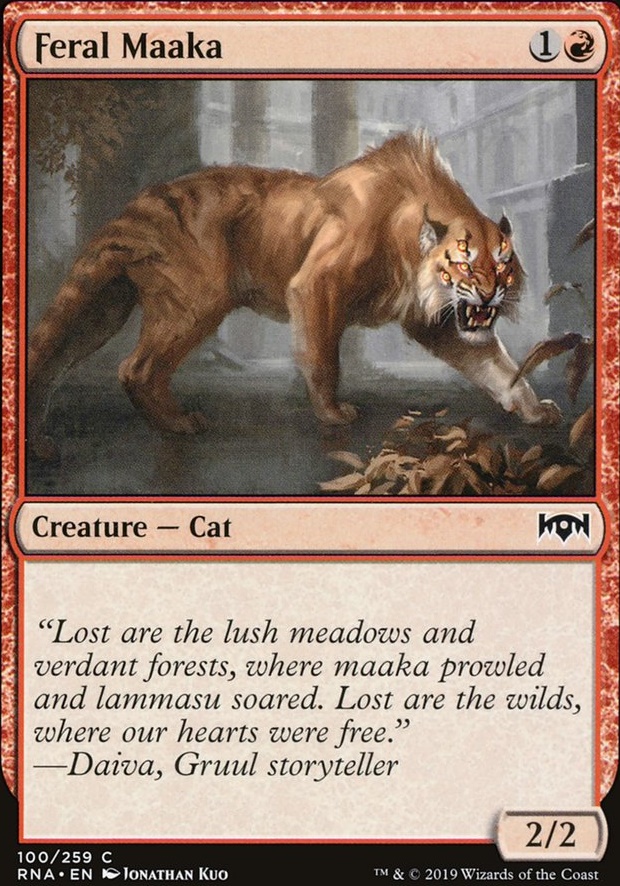 Feral Maaka 1
Creature — Cat
“Lost are the lush meadows and
verdant forests, where maaka prowled
and lammasu soared. Lost are the wilds,
where our hearts were free.”
—Daiva, Gruul storyteller
2/2
100/259 C
RNA • EN Jonathan Kuo
™ & © 2019 Wizards of the Coast